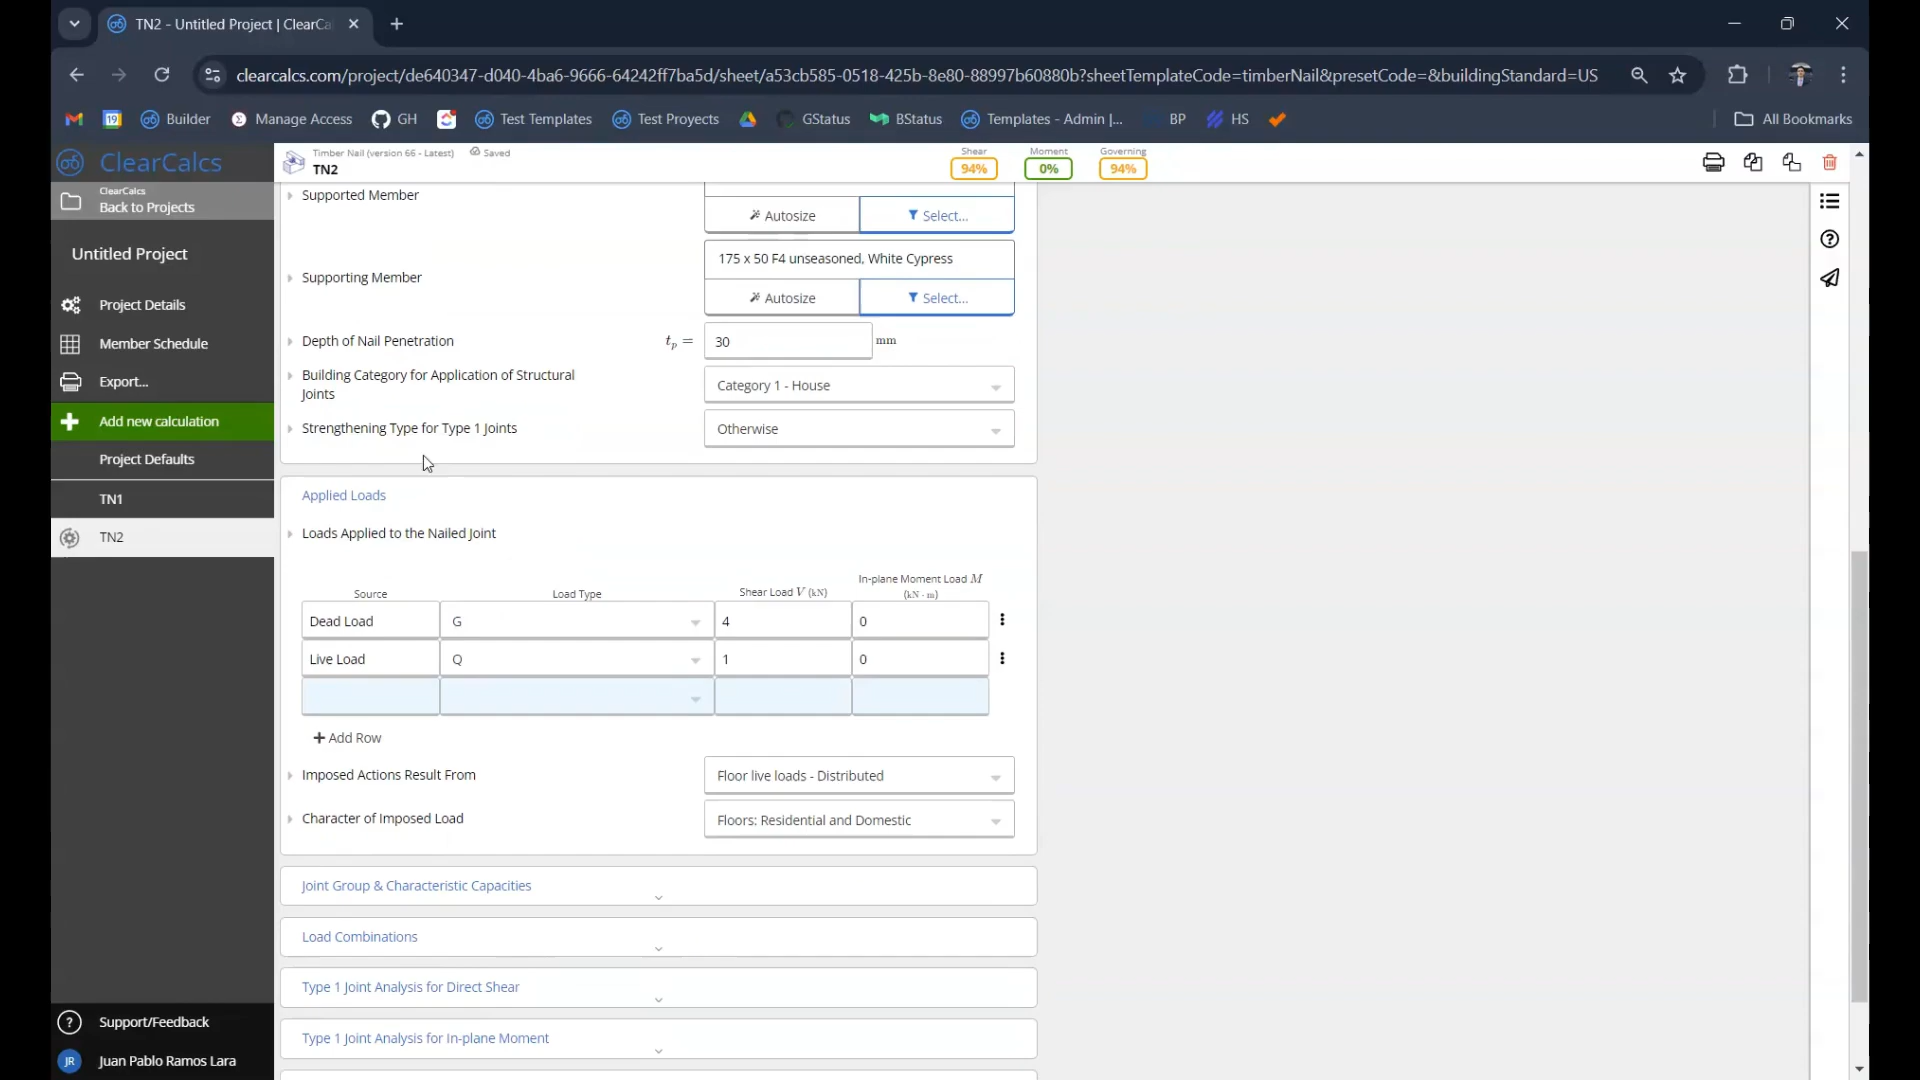 TN2 - Untitled Project | ClearCa
clearcalcs.com/project/de640347-d040-4ba6-9666-64242ff7ba5d/sheet/a53cb585-0518-425b-8e80-88997b60880b?sheetTemplateCode=timberNail&presetCode=&buildingStandard=US
19 Builder Manage Access GH Test Templates Test Proyects GStatus BStatus Templates - Admin |... BP HS All Bookmarks
ClearCalcs
ClearCalcs
Back to Projects
Untitled Project
Project Details
Member Schedule
Export...
Add new calculation
Project Defaults
TN1
TN2
Support/Feedback
JR Juan Pablo Ramos Lara
Timber Nail (version 66 - Latest) Saved
TN2
Shear
94%
Moment
0%
Governing
94%
Supported Member
Autosize Select...
Supporting Member
175 x 50 F4 unseasoned, White Cypress
Autosize Select...
Depth of Nail Penetration tp = 30 mm
Building Category for Application of Structural
Joints
Category 1 - House
Strengthening Type for Type 1 Joints Otherwise
Applied Loads
Loads Applied to the Nailed Joint
Source Load Type Shear Load V (kN) In-plane Moment Load M
(kN · m)
Dead Load G 4 0
Live Load Q 1 0
+ Add Row
Imposed Actions Result From Floor live loads - Distributed
Character of Imposed Load Floors: Residential and Domestic
Joint Group & Characteristic Capacities
Load Combinations
Type 1 Joint Analysis for Direct Shear
Type 1 Joint Analysis for In-plane Moment